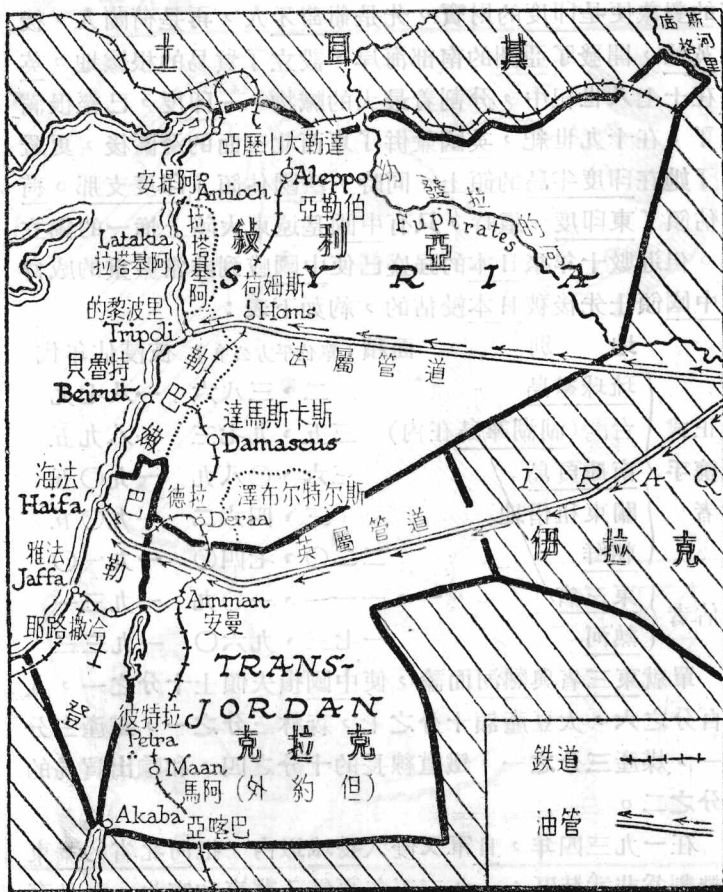 土耳其
底格里斯河
亞歷山大勒達
安提阿
Antioch
Aleppo
亞勒伯
幼發拉的河
Euphrates
Latakia
拉塔基阿
拉塔基阿
敍利亞
SYRIA
的黎波里
Tripoli
荷姆斯
Homs
法屬管道
貝魯特
Beirut
勒巴嫩
達馬斯卡斯
Damascus
海法
Haifa
德拉
Deraa
澤布尔特尔斯
英屬管道
IRAQ
伊拉克
雅法
Jaffa
巴勒士登
Amman
安曼
耶路撒冷
TRANS-
JORDAN
克拉克
(外約但)
彼特拉
Petra
Maan
馬阿
Akaba
亞喀巴
鉄道
油管